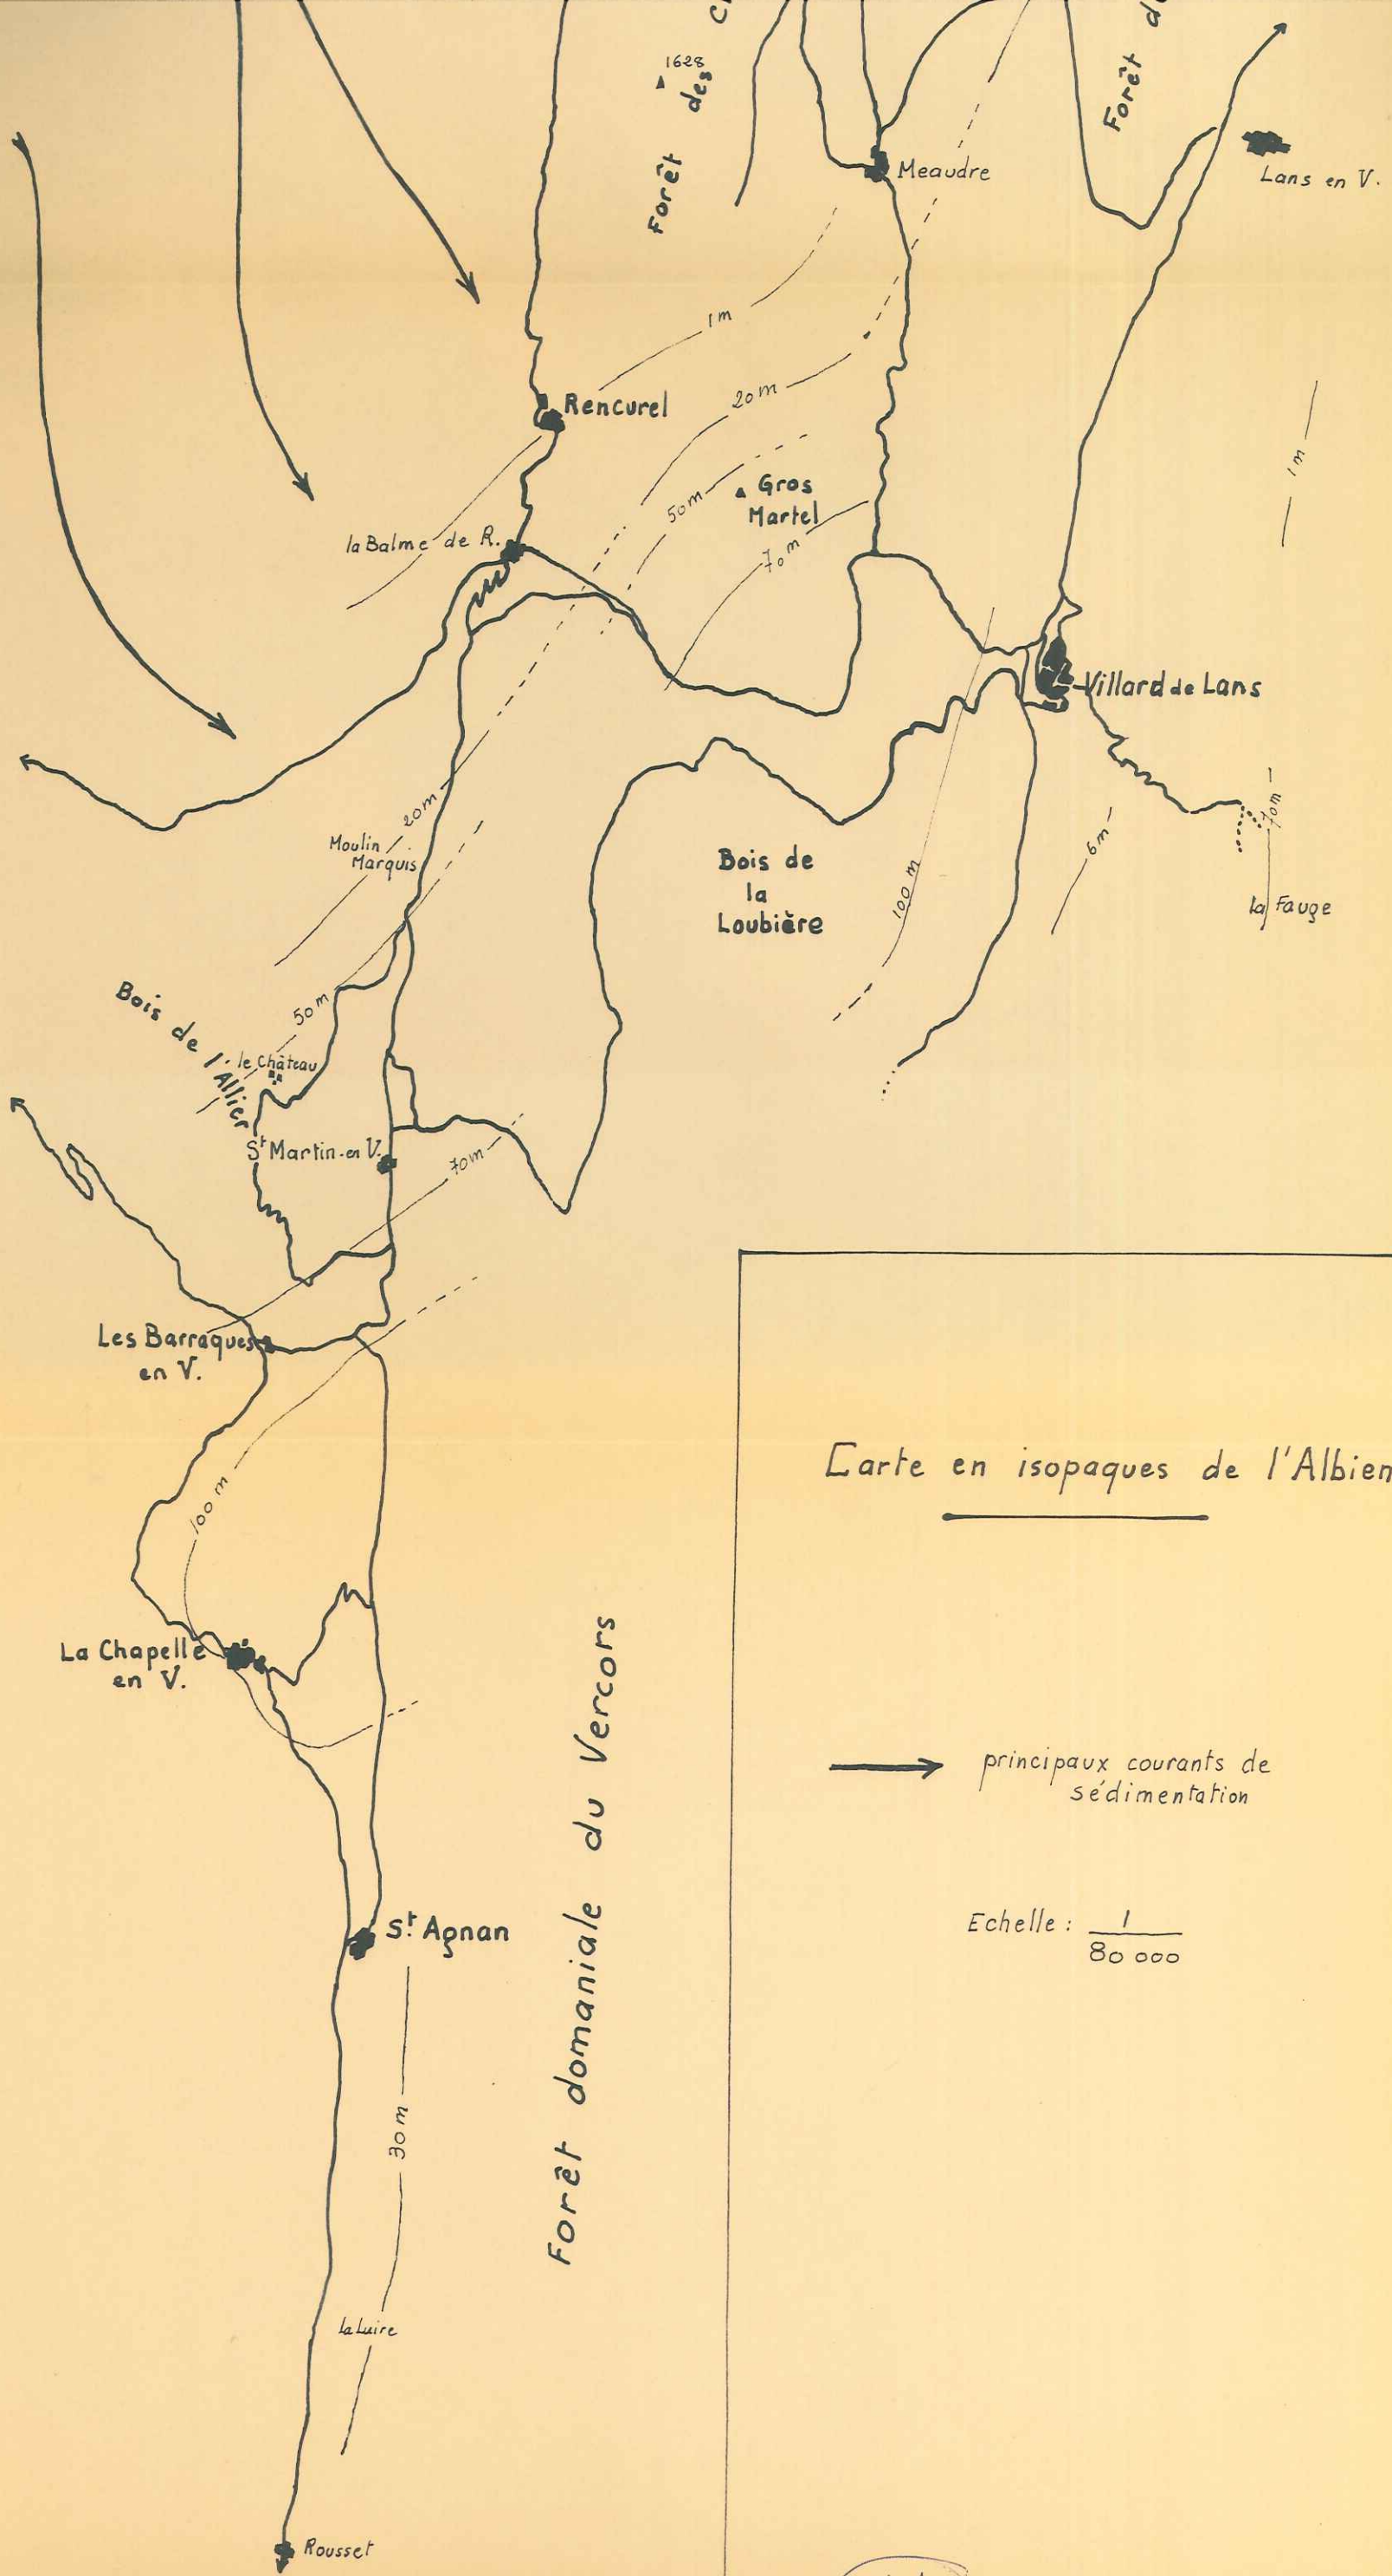 1628
Forêt des
Forêt
Meaudre
Lans en V.
1m
20m
Rencurel
1m
50m
Gros
Martel
la Balme de R.
70m
Villard de Lans
20m
Moulin
Marquis
70m
6m
Bois de
la
Loubière
100m
la Fauge
50m
Bois de l'Allier
le Château
St Martin-en V.
70m
Les Barraques
en V.
Carte en isopaques de l'Albien
100m
La Chapelle
en V.
Forêt domaniale du Vercors
principaux courants de
sédimentation
St. Agnan
Echelle : 1
80 000
30m
la Luire
Rousset